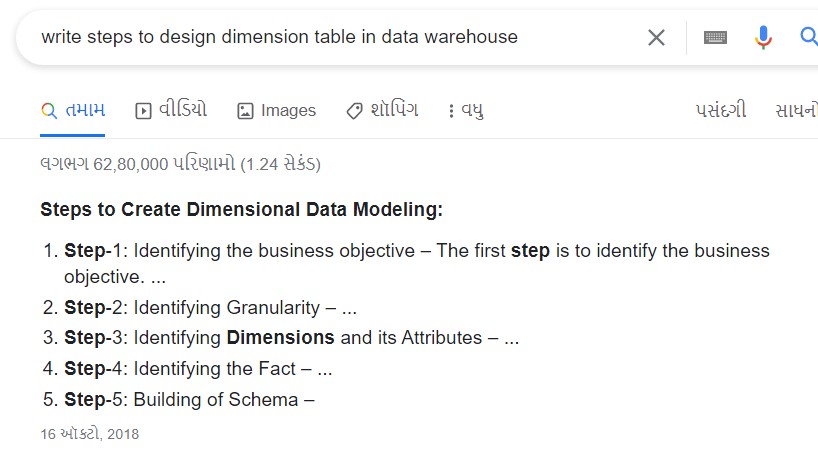 write steps to design dimension table in data warehouse
તમામ વીડિયો Images શૉપિંગ વધુ પસંદગી સાધનો
લગભગ 62,80,000 પરિણામો (1.24 સેકંડ)
Steps to Create Dimensional Data Modeling:
1. Step-1: Identifying the business objective – The first step is to identify the business
objective. ...
2. Step-2: Identifying Granularity – ...
3. Step-3: Identifying Dimensions and its Attributes – ...
4. Step-4: Identifying the Fact – ...
5. Step-5: Building of Schema –
16 ઑક્ટો, 2018